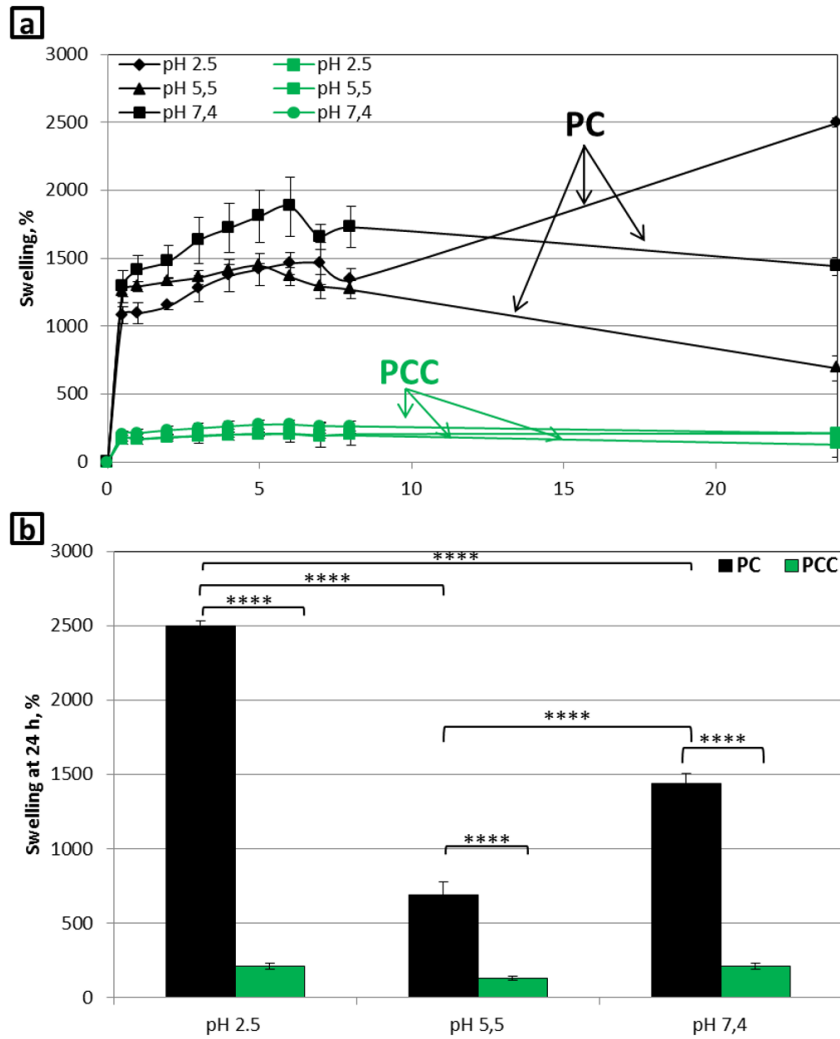 a
3000
2500
2000
1500
1000
500
0
Swelling, %
pH 2.5 pH 2.5
pH 5,5 pH 5,5
pH 7,4 pH 7,4
PC
PCC
0 5 10 15 20
b
3000
2500
2000
1500
1000
500
0
Swelling at 24 h, %
PC PCC
****
****
****
****
****
****
pH 2.5 pH 5,5 pH 7,4